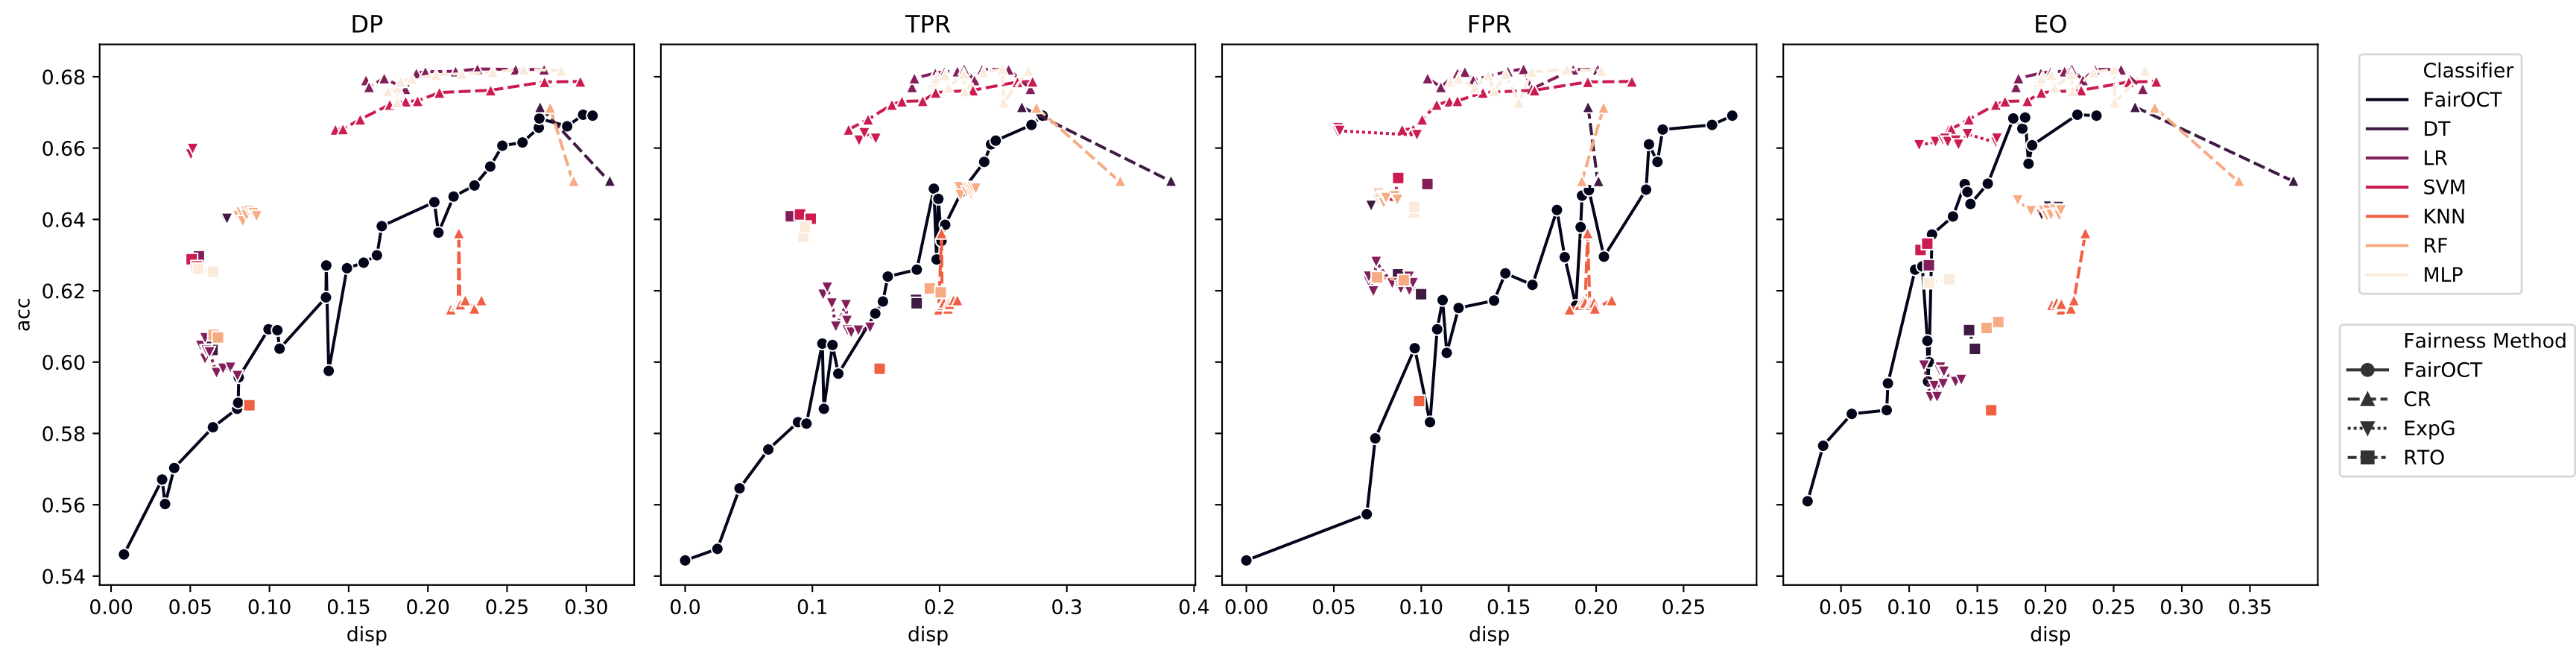 DP
TPR
FPR
EO
acc
0.68
0.66
0.64
0.62
0.60
0.58
0.56
0.54
0.00 0.05 0.10 0.15 0.20 0.25 0.30
disp
0.0 0.1 0.2 0.3 0.4
disp
0.00 0.05 0.10 0.15 0.20 0.25
disp
0.05 0.10 0.15 0.20 0.25 0.30 0.35
disp
Classifier
FairOCT
DT
LR
SVM
KNN
RF
MLP
Fairness Method
FairOCT
CR
ExpG
RTO